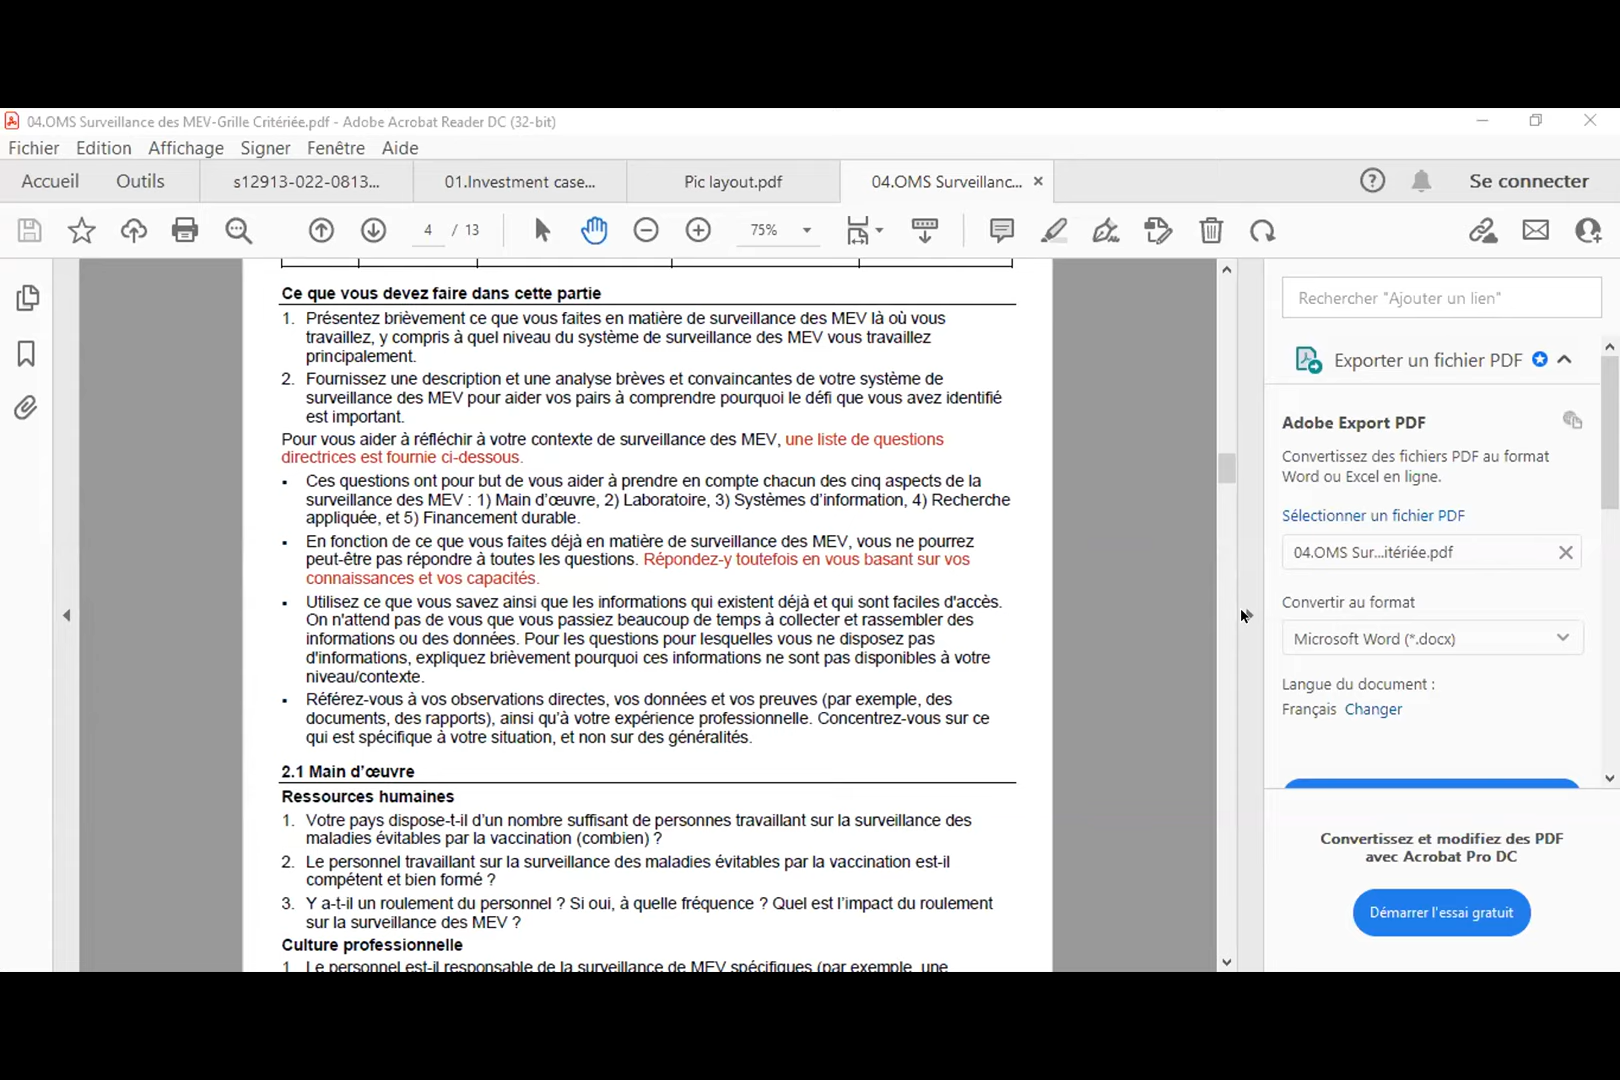 04.OMS Surveillance des MEV-Grille Critériée.pdf - Adobe Acrobat Reader DC (32-bit)
Fichier Edition Affichage Signer Fenêtre Aide
Accueil Outils s12913-022-0813... 01.Investment case... Pic layout.pdf 04.OMS Surveillanc... Se connecter
4 / 13 75%
Ce que vous devez faire dans cette partie
1. Présentez brièvement ce que vous faites en matière de surveillance des MEV là où vous
travaillez, y compris à quel niveau du système de surveillance des MEV vous travaillez
principalement.
2. Fournissez une description et une analyse brèves et convaincantes de votre système de
surveillance des MEV pour aider vos pairs à comprendre pourquoi le défi que vous avez identifié
est important.
Pour vous aider à réfléchir à votre contexte de surveillance des MEV, une liste de questions
directrices est fournie ci-dessous.
▪ Ces questions ont pour but de vous aider à prendre en compte chacun des cinq aspects de la
surveillance des MEV : 1) Main d'œuvre, 2) Laboratoire, 3) Systèmes d'information, 4) Recherche
appliquée, et 5) Financement durable.
▪ En fonction de ce que vous faites déjà en matière de surveillance des MEV, vous ne pourrez
peut-être pas répondre à toutes les questions. Répondez-y toutefois en vous basant sur vos
connaissances et vos capacités.
▪ Utilisez ce que vous savez ainsi que les informations qui existent déjà et qui sont faciles d'accès.
On n'attend pas de vous que vous passiez beaucoup de temps à collecter et rassembler des
informations ou des données. Pour les questions pour lesquelles vous ne disposez pas
d'informations, expliquez brièvement pourquoi ces informations ne sont pas disponibles à votre
niveau/contexte.
▪ Référez-vous à vos observations directes, vos données et vos preuves (par exemple, des
documents, des rapports), ainsi qu'à votre expérience professionnelle. Concentrez-vous sur ce
qui est spécifique à votre situation, et non sur des généralités.
2.1 Main d'œuvre
Ressources humaines
1. Votre pays dispose-t-il d'un nombre suffisant de personnes travaillant sur la surveillance des
maladies évitables par la vaccination (combien) ?
2. Le personnel travaillant sur la surveillance des maladies évitables par la vaccination est-il
compétent et bien formé ?
3. Y a-t-il un roulement du personnel ? Si oui, à quelle fréquence ? Quel est l'impact du roulement
sur la surveillance des MEV ?
Culture professionnelle
1. Le personnel est-il responsable de la surveillance de MEV spécifiques (par exemple, une
Rechercher "Ajouter un lien"
Exporter un fichier PDF
Adobe Export PDF
Convertissez des fichiers PDF au format
Word ou Excel en ligne.
Sélectionner un fichier PDF
04.OMS Sur...itériée.pdf
Convertir au format
Microsoft Word (*.docx)
Langue du document :
Français Changer
Convertissez et modifiez des PDF
avec Acrobat Pro DC
Démarrer l'essai gratuit